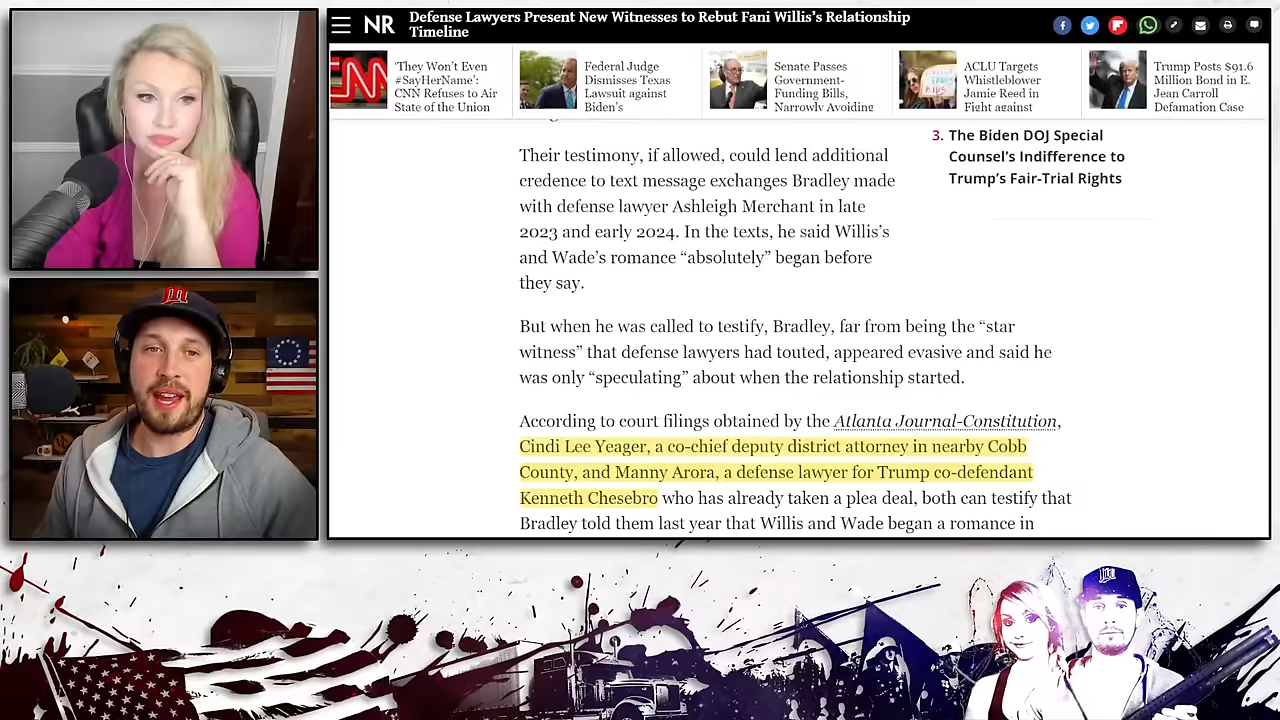 NR
Defense Lawyers Present New Witnesses to Rebut Fani Willis's Relationship
Timeline
CNN
'They Won't Even
#SayHerName':
CNN Refuses to Air
State of the Union
Federal Judge
Dismisses Texas
Lawsuit against
Biden's
Senate Passes
Government-
Funding Bills,
Narrowly Avoiding
ACLU Targets
Whistleblower
Jamie Reed in
Fight against
Trump Posts $91.6
Million Bond in E.
Jean Carroll
Defamation Case
Their testimony, if allowed, could lend additional
credence to text message exchanges Bradley made
with defense lawyer Ashleigh Merchant in late
2023 and early 2024. In the texts, he said Willis's
and Wade's romance “absolutely” began before
they say.
3. The Biden DOJ Special
Counsel's Indifference to
Trump's Fair-Trial Rights
But when he was called to testify, Bradley, far from being the “star
witness” that defense lawyers had touted, appeared evasive and said he
was only “speculating” about when the relationship started.
According to court filings obtained by the Atlanta Journal-Constitution,
Cindi Lee Yeager, a co-chief deputy district attorney in nearby Cobb
County, and Manny Arora, a defense lawyer for Trump co-defendant
Kenneth Chesebro who has already taken a plea deal, both can testify that
Bradley told them last year that Willis and Wade began a romance in